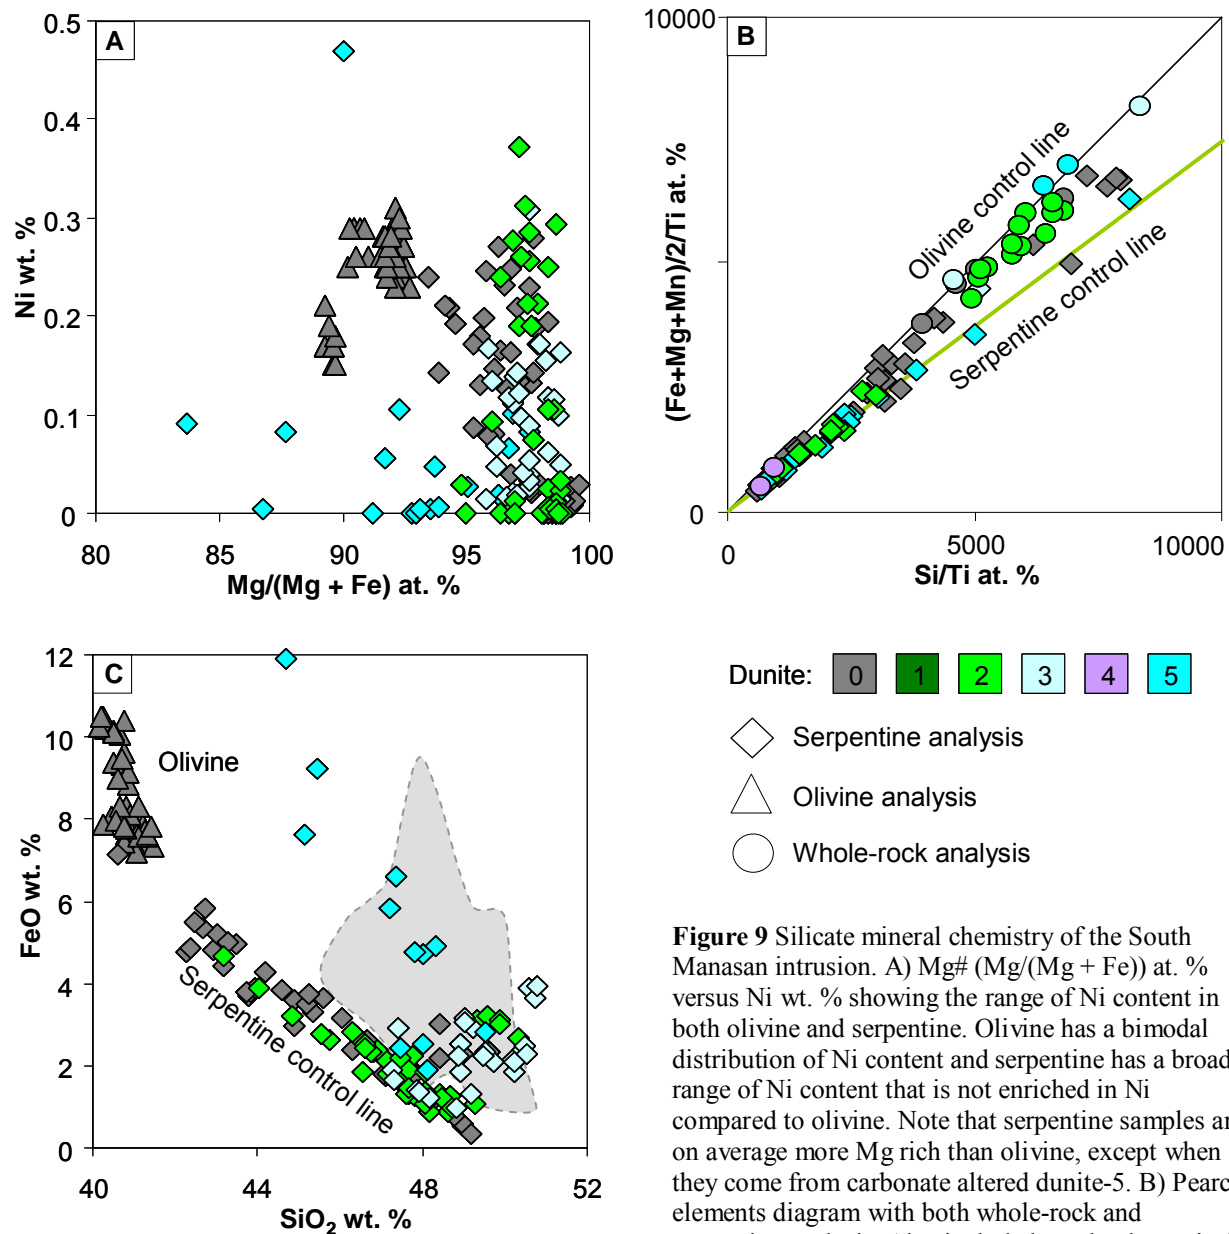 A
0.5
0.4
0.3
0.2
0.1
0
Ni wt. %
80 85 90 95 100
Mg/(Mg + Fe) at. %
B
10000
0
(Fe+Mg+Mn)/2/Ti at. %
Olivine control line
Serpentine control line
0 5000 10000
Si/Ti at. %
C
12
10
8
6
4
2
0
FeO wt. %
Olivine
Serpentine control line
40 44 48 52
SiO2 wt. %
Dunite: 0 1 2 3 4 5
Serpentine analysis
Olivine analysis
Whole-rock analysis
Figure 9 Silicate mineral chemistry of the South
Manasan intrusion. A) Mg# (Mg/(Mg + Fe)) at. %
versus Ni wt. % showing the range of Ni content in
both olivine and serpentine. Olivine has a bimodal
distribution of Ni content and serpentine has a broad
range of Ni content that is not enriched in Ni
compared to olivine. Note that serpentine samples ar
on average more Mg rich than olivine, except when
they come from carbonate altered dunite-5. B) Pearc
elements diagram with both whole-rock and